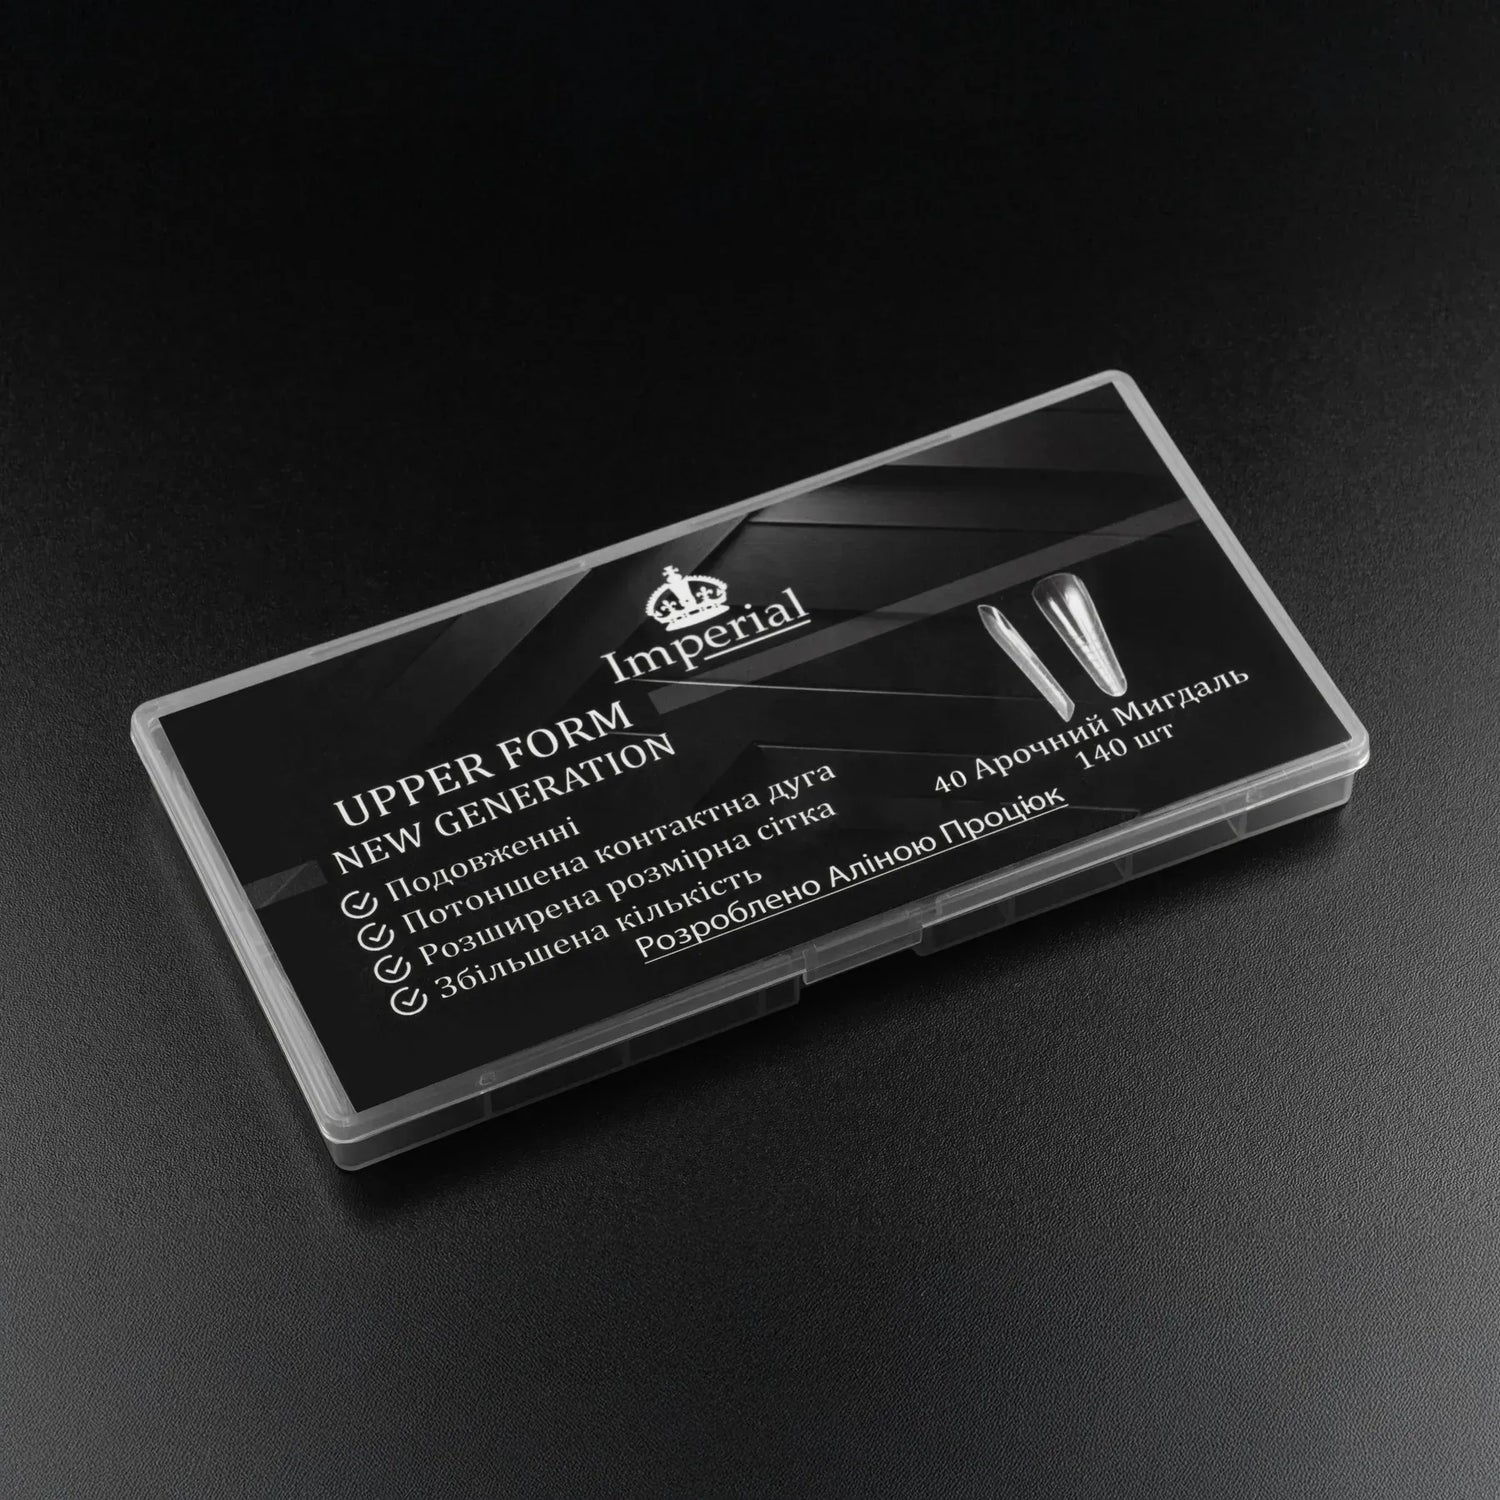 Imperial
UPPER FORM
NEW GENERATION
Подовженні
Потоншена контактна дуга
Розширена розмірна сітка
Збільшена кількість
40 Арочний Мигдаль
140 шт
Розроблено Аліною Процюк